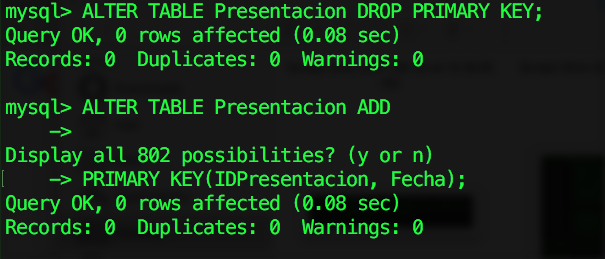 mysql> ALTER TABLE Presentacion DROP PRIMARY KEY;
Query OK, 0 rows affected (0.08 sec)
Records: 0  Duplicates: 0  Warnings: 0

mysql> ALTER TABLE Presentacion ADD
    ->
Display all 802 possibilities? (y or n)
    -> PRIMARY KEY(IDPresentacion, Fecha);
Query OK, 0 rows affected (0.08 sec)
Records: 0  Duplicates: 0  Warnings: 0